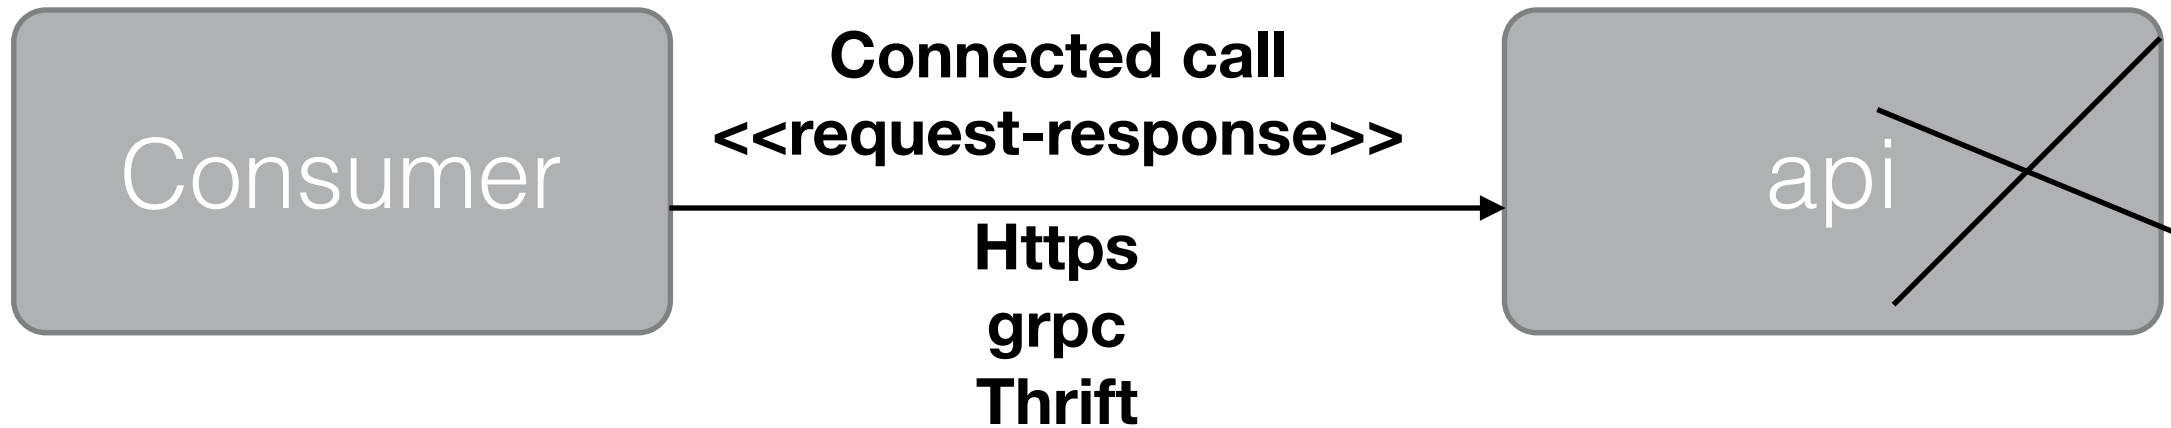 Consumer
Connected call
<<request-response>>
Https
grpc
Thrift
api